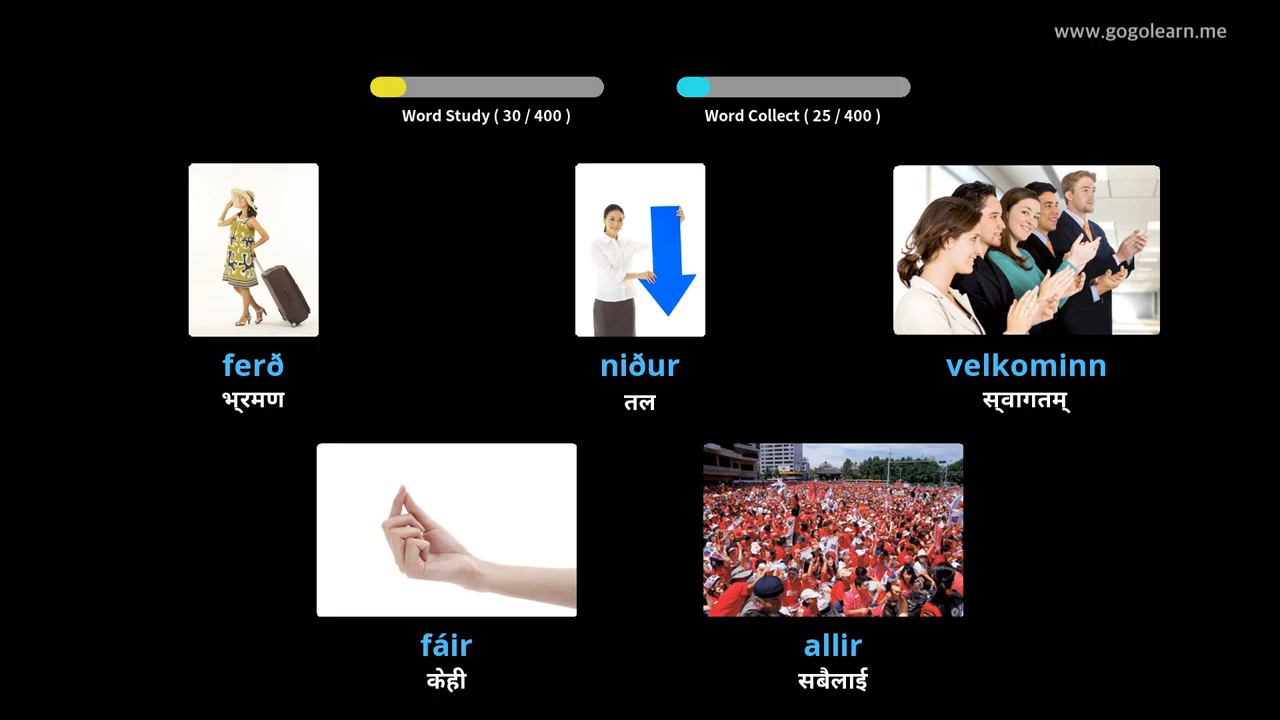 www.gogolearn.me
Word Study ( 30 / 400 )
Word Collect ( 25 / 400 )
ferð
भ्रमण
niður
तल
velkominn
स्वागतम्
fáir
केही
allir
सबैलाई